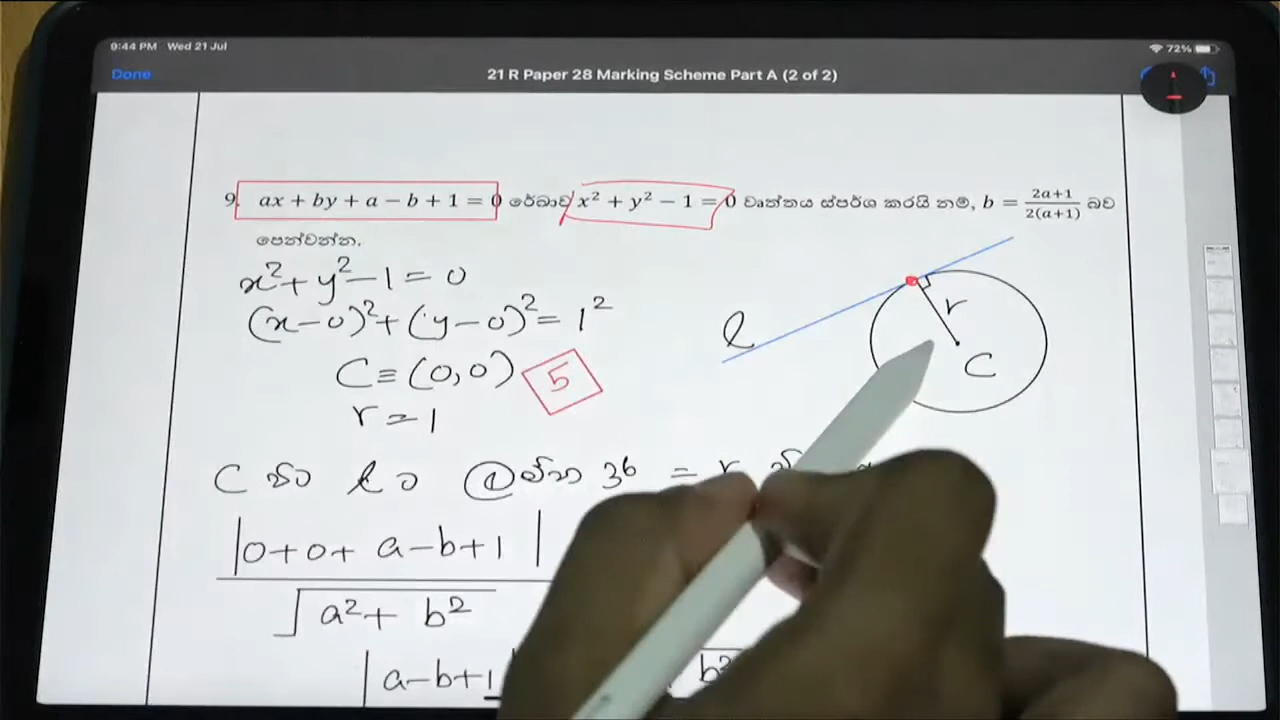 9:44 PM Wed 21 Jul
72%
Done
21 R Paper 28 Marking Scheme Part A (2 of 2)
9. ax + by + a − b + 1 = 0 රේඛාව x² + y² − 1 = 0 වෘත්තය ස්පර්ශ කරයි නම්, b = 2a+1 / 2(a+1) බව
පෙන්වන්න.
x² + y² − 1 = 0
(x−0)² + (y−0)² = 1²
C ≡ (0,0) 5
r = 1
l
r
C
C සිට l ට = r
|0+0+ a−b+1|
√a² + b²
|a−b+1
b²